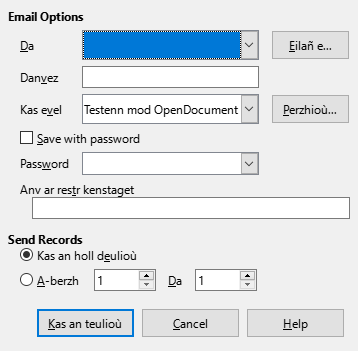 Email Options
Da
Eilañ e...
Danvez
Kas evel
Testenn mod OpenDocument
Perzhioù...
Save with password
Password
Anv ar restr kenstaget
Send Records
Kas an holl deulioù
A-berzh
1
Da
1
Kas an teulioù
Cancel
Help